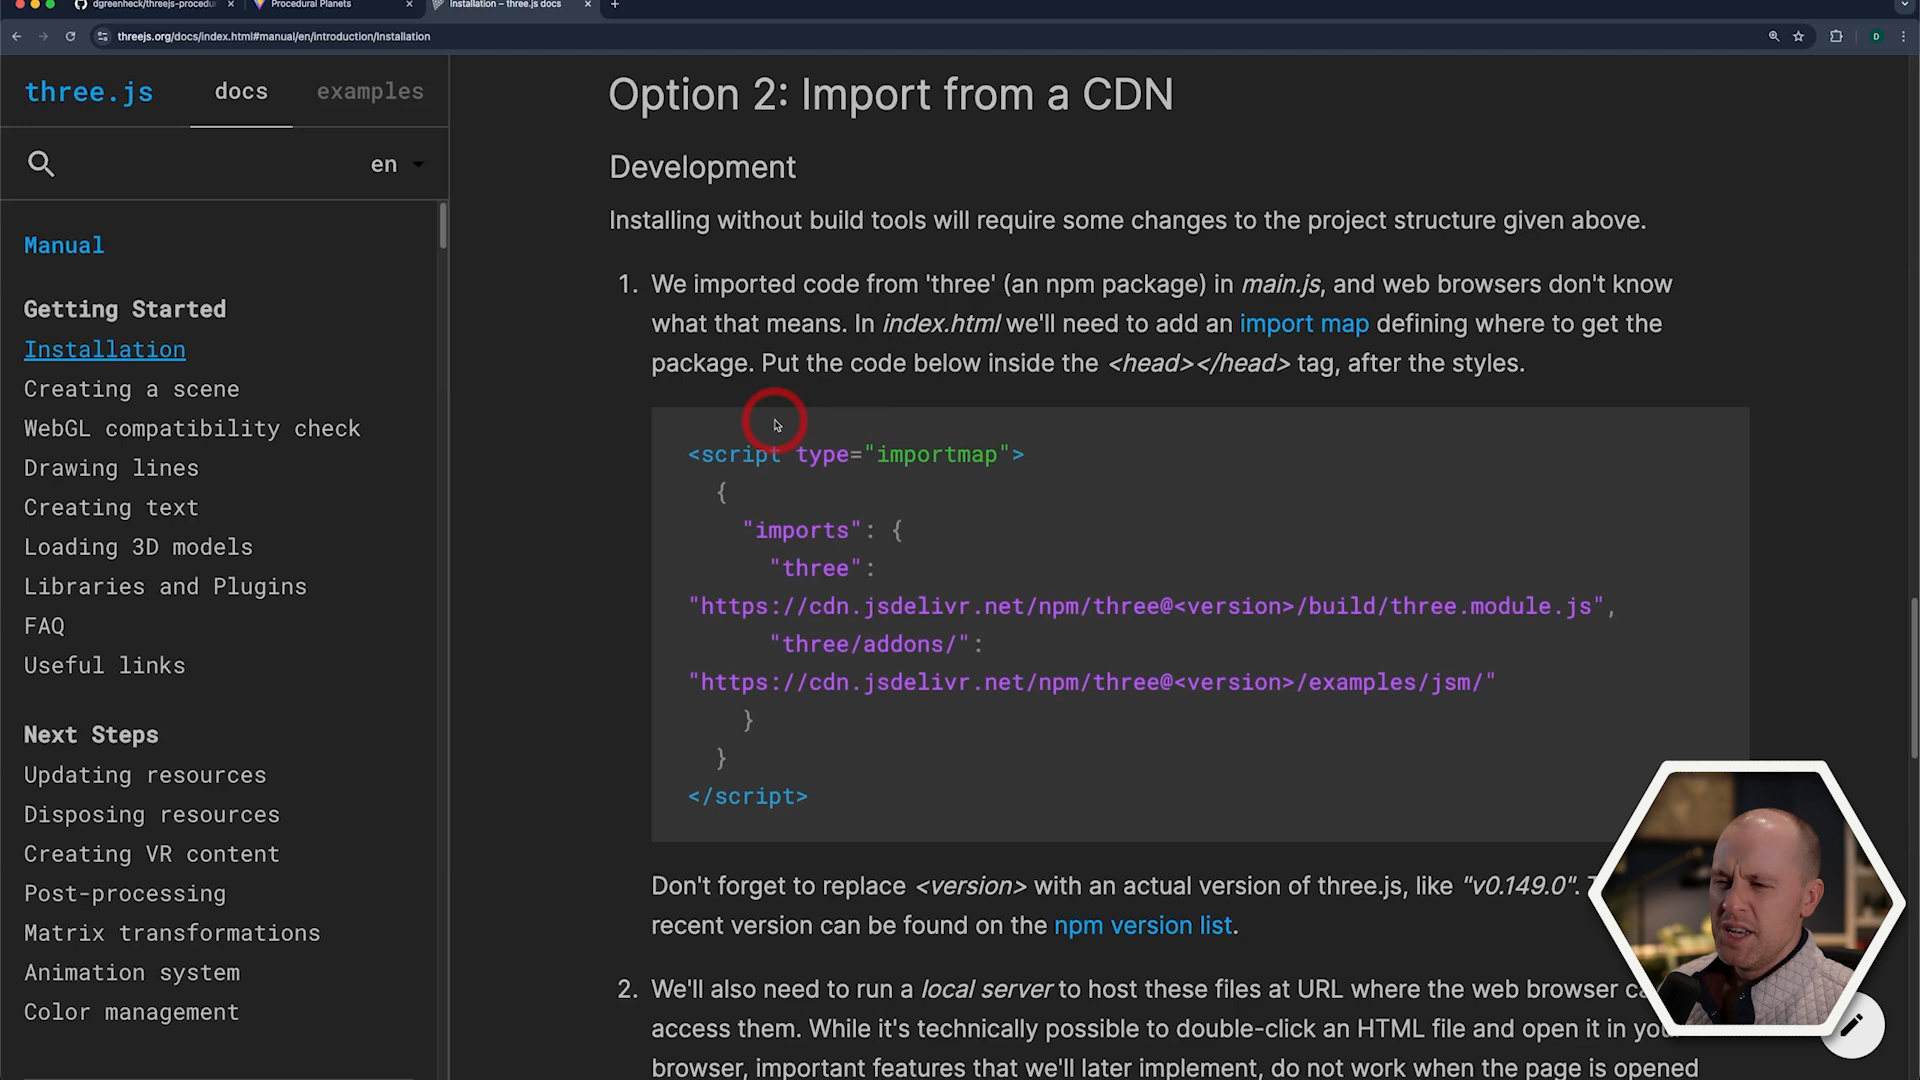 dgreenheck/threejs-procedur
Procedural Planets
Installation – three.js docs
threejs.org/docs/index.html#manual/en/introduction/Installation
D
three.js
docs
examples
en
Manual
Getting Started
Installation
Creating a scene
WebGL compatibility check
Drawing lines
Creating text
Loading 3D models
Libraries and Plugins
FAQ
Useful links
Next Steps
Updating resources
Disposing resources
Creating VR content
Post-processing
Matrix transformations
Animation system
Color management
Option 2: Import from a CDN
Development
Installing without build tools will require some changes to the project structure given above.
1. We imported code from 'three' (an npm package) in main.js, and web browsers don't know
what that means. In index.html we'll need to add an import map defining where to get the
package. Put the code below inside the <head></head> tag, after the styles.
<script type="importmap">
{
"imports": {
"three":
"https://cdn.jsdelivr.net/npm/three@<version>/build/three.module.js",
"three/addons/":
"https://cdn.jsdelivr.net/npm/three@<version>/examples/jsm/"
}
}
</script>
Don't forget to replace <version> with an actual version of three.js, like "v0.149.0".
recent version can be found on the npm version list.
2. We'll also need to run a local server to host these files at URL where the web browser
access them. While it's technically possible to double-click an HTML file and open it in
browser, important features that we'll later implement, do not work when the page is opened